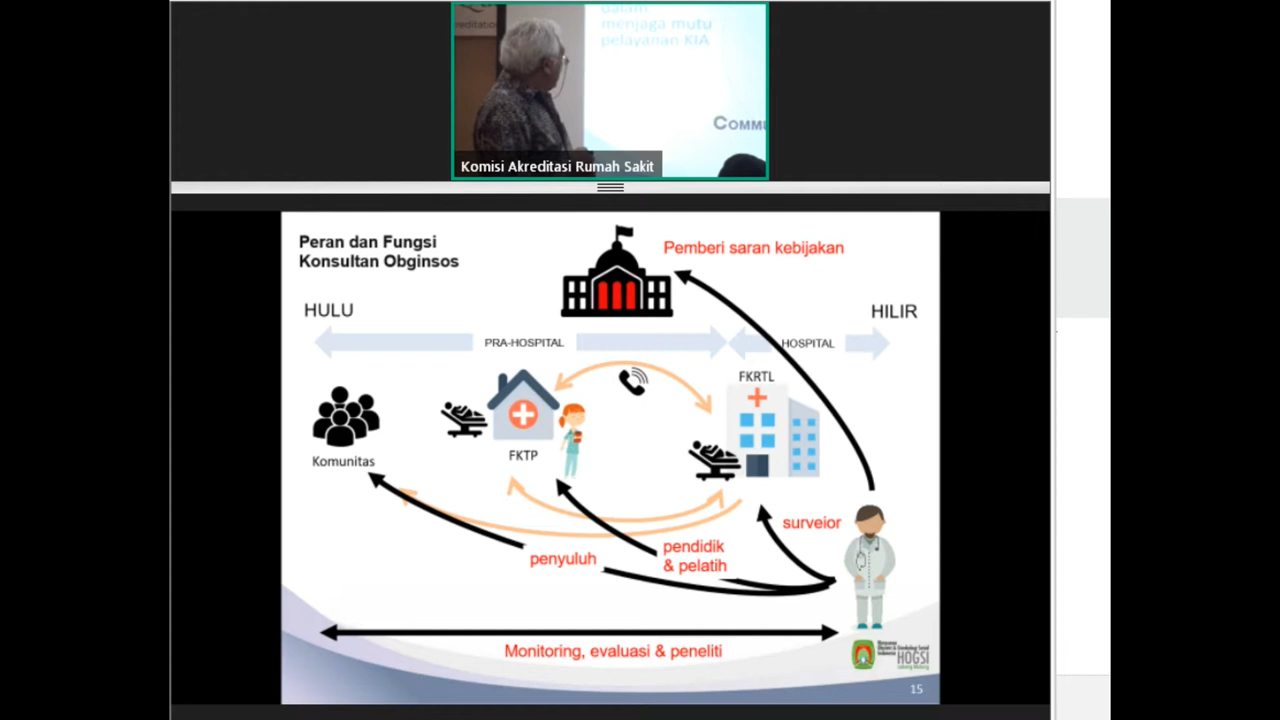 dalam
menjaga mutu
pelayanan KIA
Komisi Akreditasi Rumah Sakit
Peran dan Fungsi
Konsultan Obginsos
Pemberi saran kebijakan
HULU
HILIR
PRA-HOSPITAL
HOSPITAL
FKRTL
Komunitas
FKTP
surveior
penyuluh
pendidik
& pelatih
Monitoring, evaluasi & peneliti
HOGSI
15